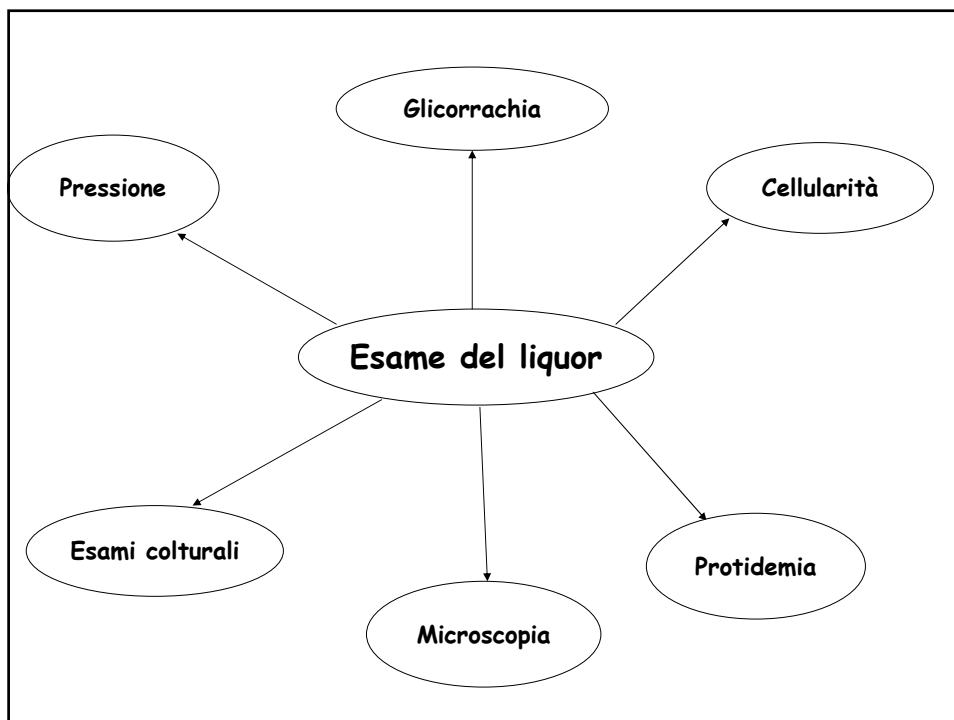 Glicorrachia
Pressione
Cellularità
Esame del liquor
Esami colturali
Protidemia
Microscopia